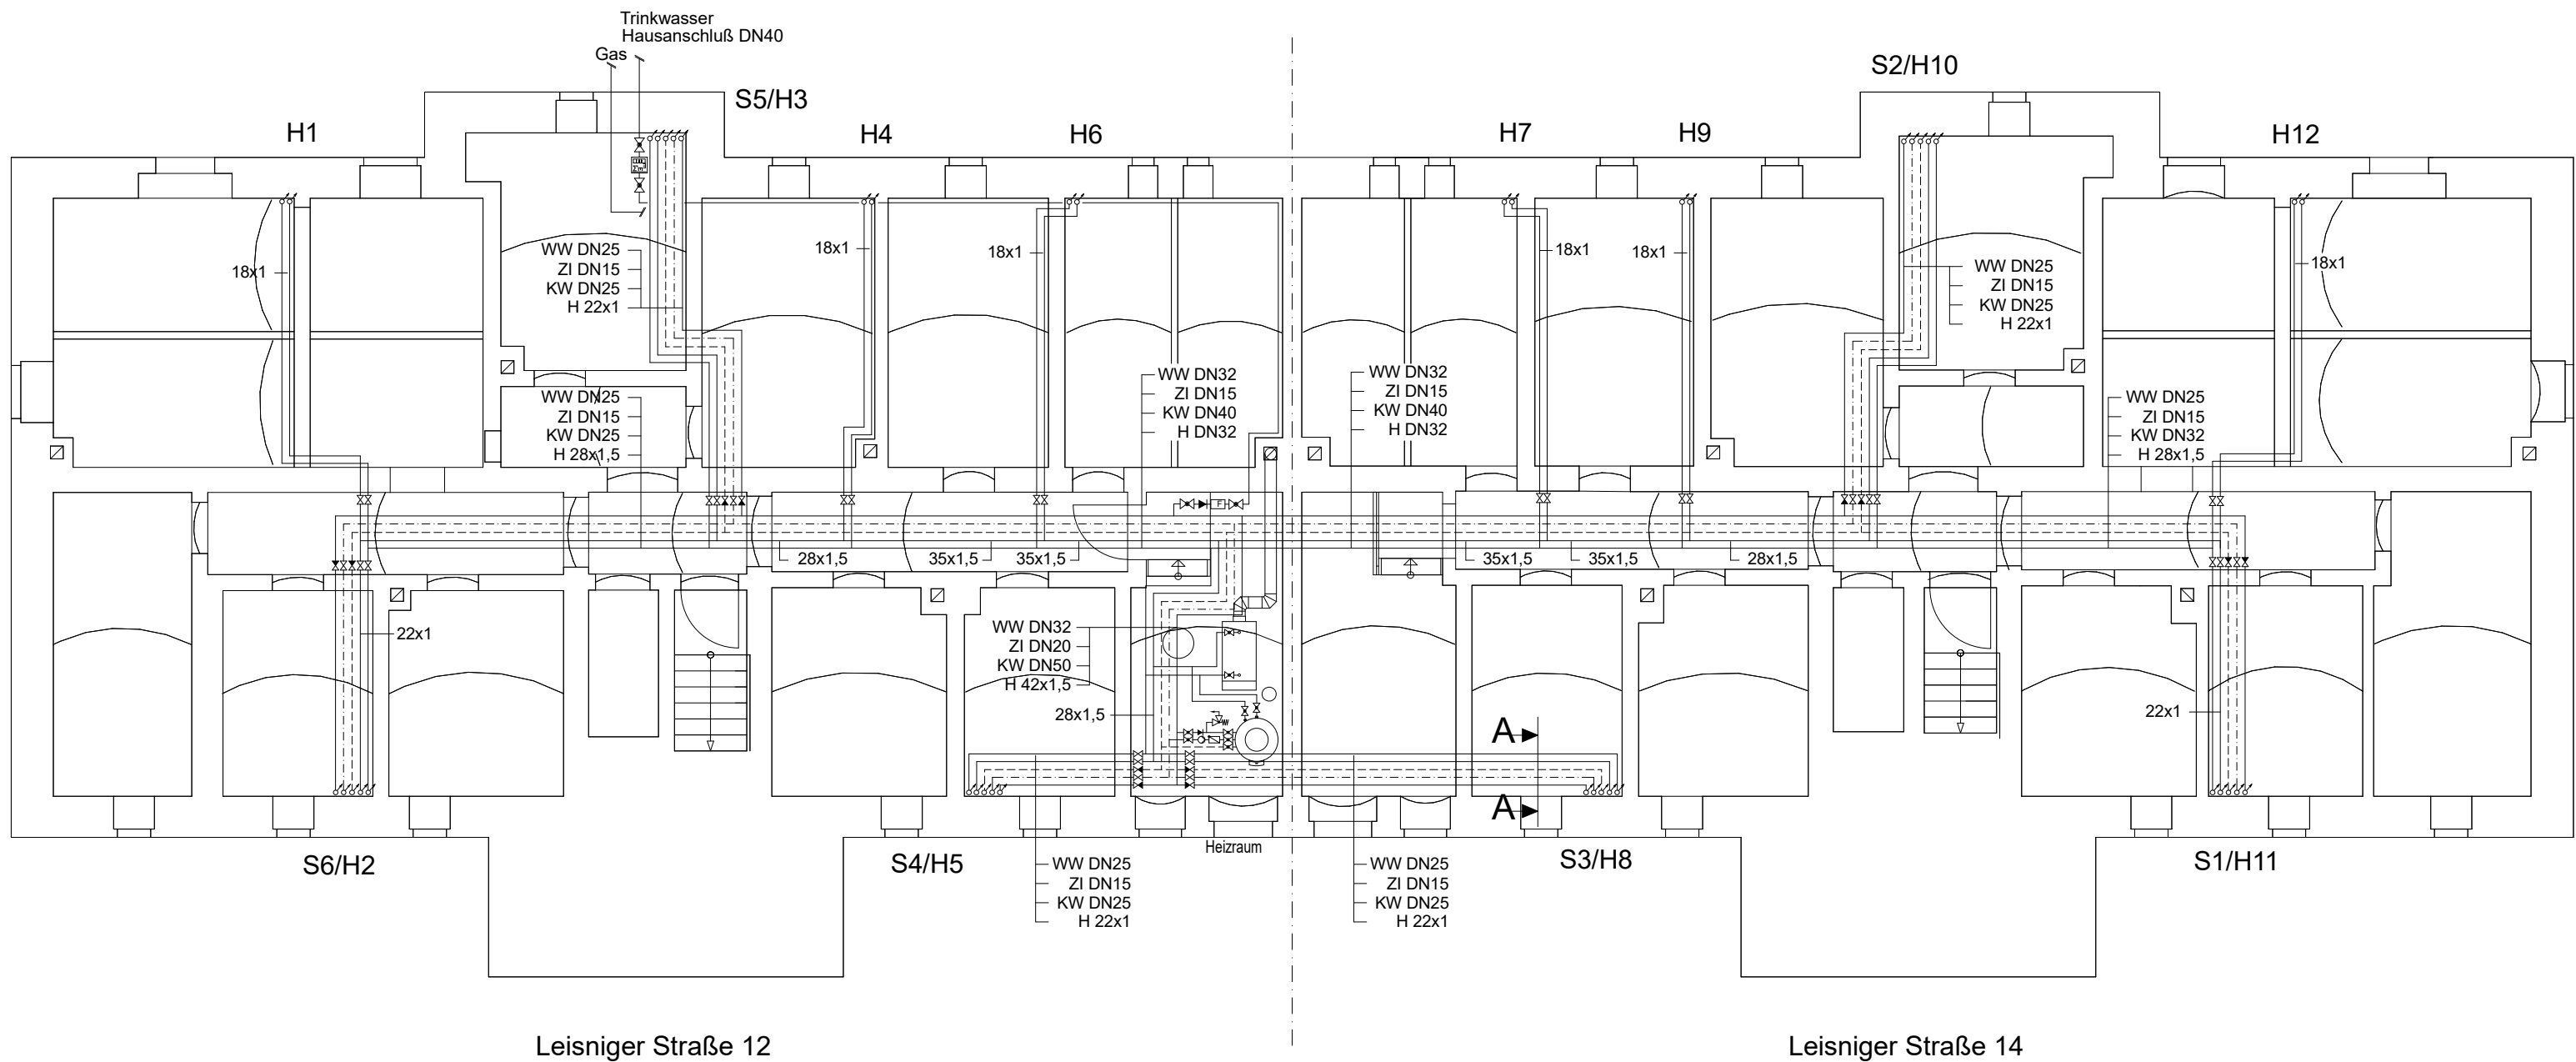 Trinkwasser
Hausanschluß DN40
Gas
S2/H10
S5/H3
H1
H4
H6
H7
H9
H12
WW DN25
ZI DN15
KW DN25
H 22x1
18x1
18x1
18x1
18x1
18x1
WW DN25
ZI DN15
KW DN25
H 22x1
18x1
WW DN25
ZI DN15
KW DN25
H 28x1,5
WW DN32
ZI DN15
KW DN40
H DN32
WW DN32
ZI DN15
KW DN40
H DN32
WW DN25
ZI DN15
KW DN32
H 28x1,5
F
28x1,5
35x1,5
35x1,5
35x1,5
35x1,5
28x1,5
22x1
WW DN32
ZI DN20
KW DN50
H 42x1,5
28x1,5
22x1
A
A
Heizraum
S6/H2
S4/H5
S3/H8
S1/H11
WW DN25
ZI DN15
KW DN25
H 22x1
WW DN25
ZI DN15
KW DN25
H 22x1
Leisniger Straße 12
Leisniger Straße 14